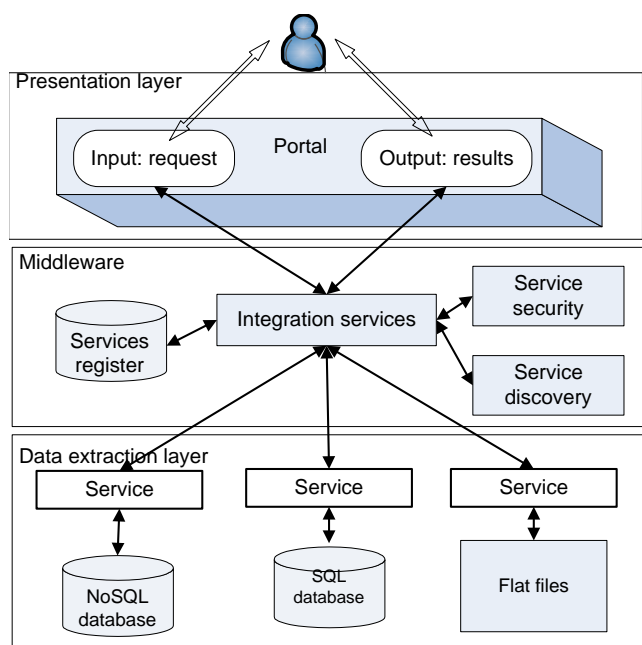 Presentation layer
Portal
Input: request
Output: results
Middleware
Services
register
Integration services
Service
security
Service
discovery
Data extraction layer
Service
Service
Service
NoSQL
database
SQL
database
Flat files